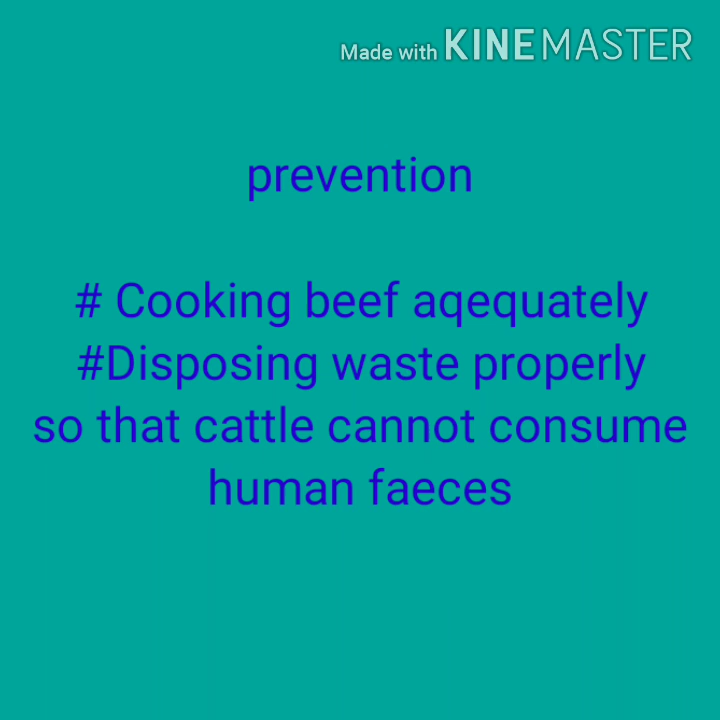 Made with KINEMASTER
prevention
# Cooking beef aqequately
#Disposing waste properly
so that cattle cannot consume
human faeces